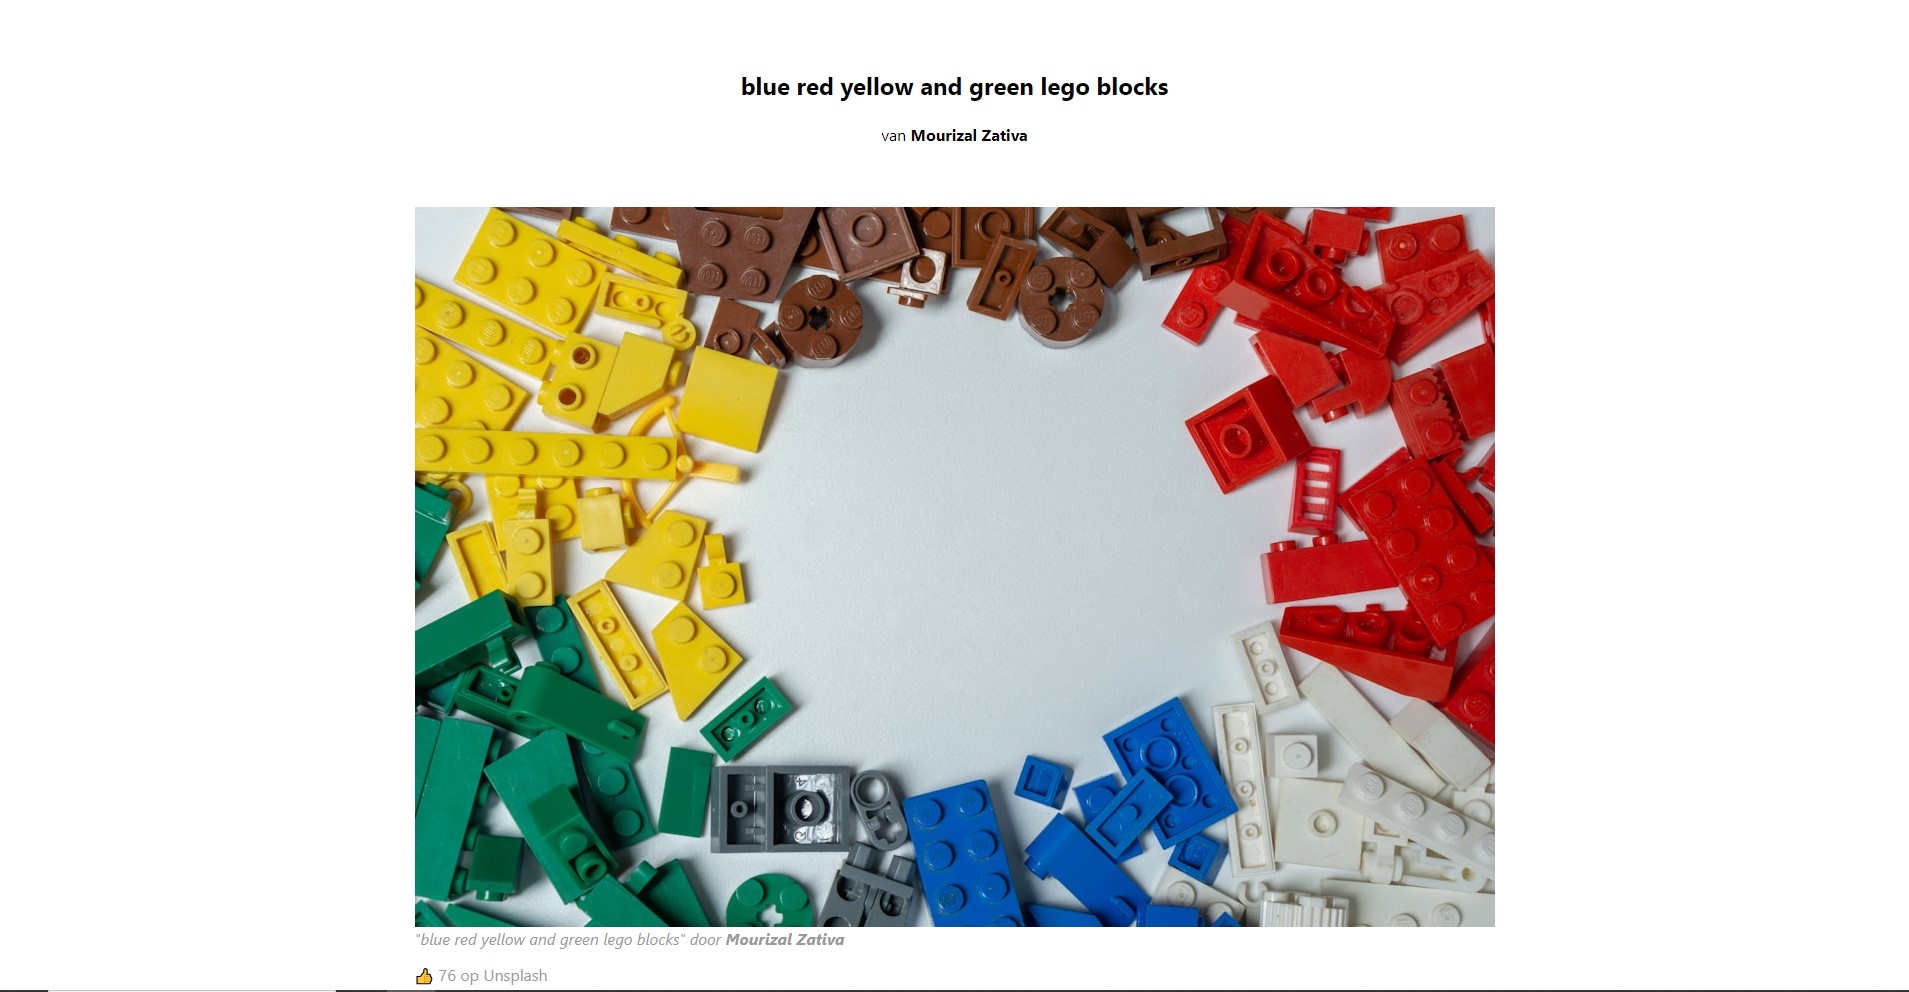 blue red yellow and green lego blocks
van Mourizal Zativa
"blue red yellow and green lego blocks" door Mourizal Zativa
👍 76 op Unsplash